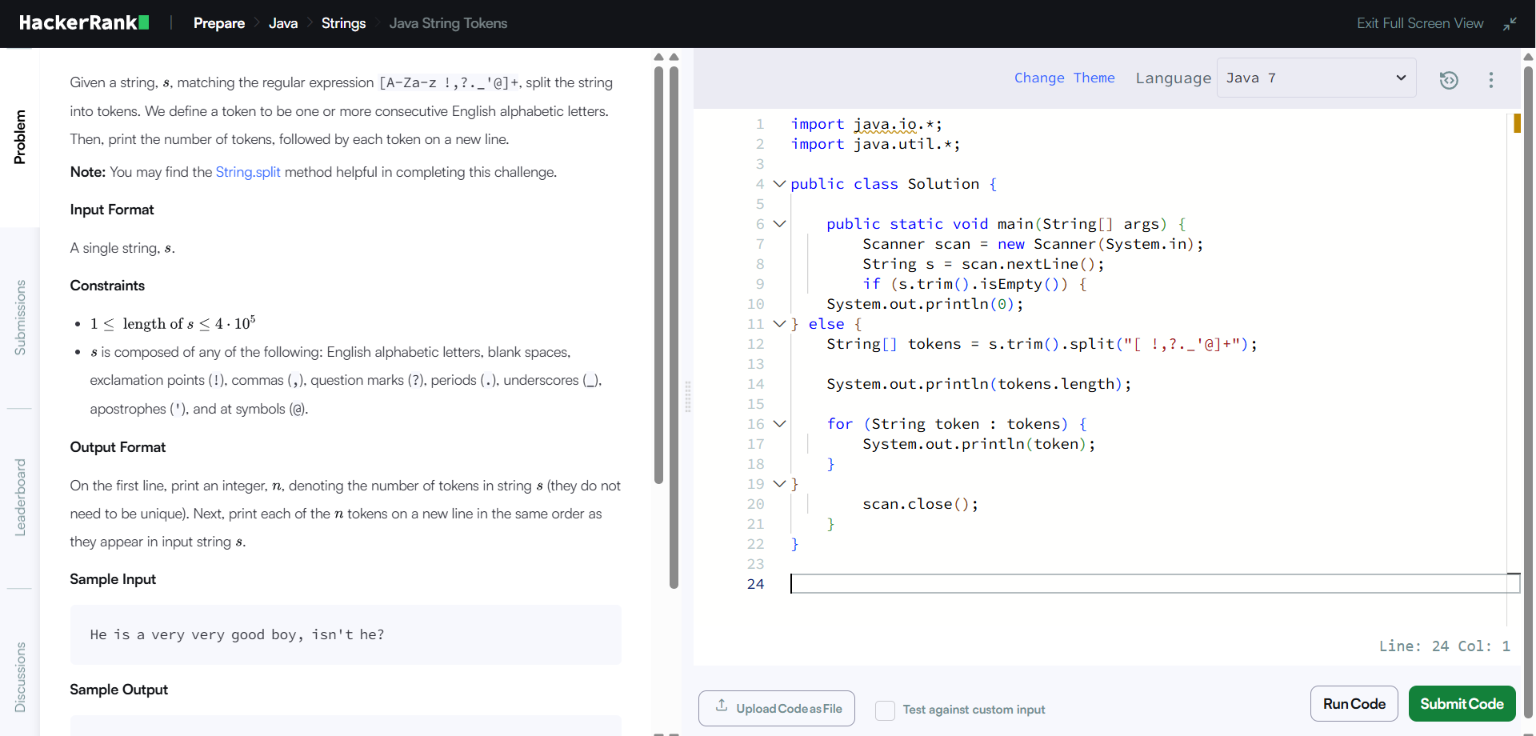 HackerRank | Prepare > Java > Strings > Java String Tokens
Exit Full Screen View
Problem
Submissions
Leaderboard
Discussions
Given a string, s, matching the regular expression [A-Za-z !,?._'@]+, split the string
into tokens. We define a token to be one or more consecutive English alphabetic letters.
Then, print the number of tokens, followed by each token on a new line.
Note: You may find the String.split method helpful in completing this challenge.
Input Format
A single string, s.
Constraints
• 1 ≤ length of s ≤ 4 · 10⁵
• s is composed of any of the following: English alphabetic letters, blank spaces,
exclamation points (!), commas (,), question marks (?), periods (.), underscores (_),
apostrophes ('), and at symbols (@).
Output Format
On the first line, print an integer, n, denoting the number of tokens in string s (they do not
need to be unique). Next, print each of the n tokens on a new line in the same order as
they appear in input string s.
Sample Input
He is a very very good boy, isn't he?
Sample Output
Change Theme Language Java 7
1 import java.io.*;
2 import java.util.*;
3
4 public class Solution {
5
6     public static void main(String[] args) {
7         Scanner scan = new Scanner(System.in);
8         String s = scan.nextLine();
9         if (s.trim().isEmpty()) {
10     System.out.println(0);
11 } else {
12     String[] tokens = s.trim().split("[ !,?._'@]+");
13
14     System.out.println(tokens.length);
15
16     for (String token : tokens) {
17         System.out.println(token);
18     }
19 }
20         scan.close();
21     }
22 }
23
24
Line: 24 Col: 1
Upload Code as File
Test against custom input
Run Code
Submit Code